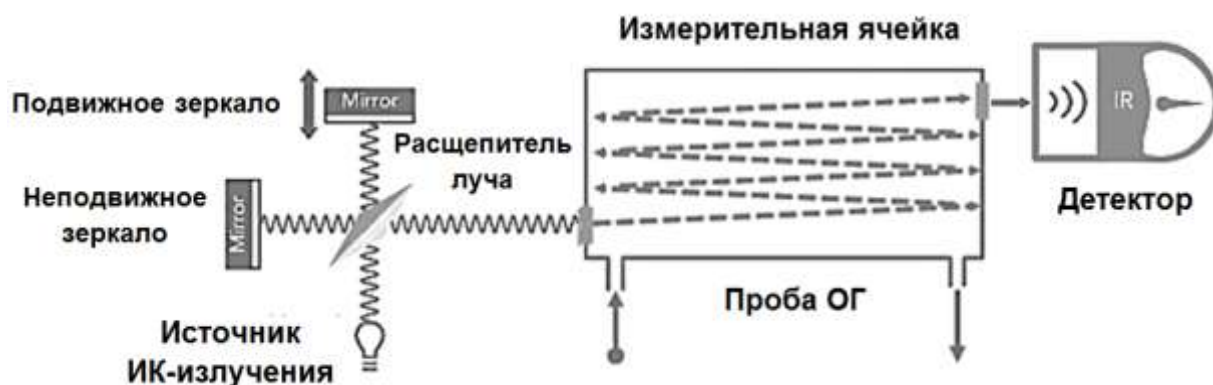 Измерительная ячейка
Подвижное зеркало
Mirror
IR
Расщепитель
луча
Неподвижное
зеркало
Mirror
Детектор
Проба ОГ
Источник
ИК-излучения